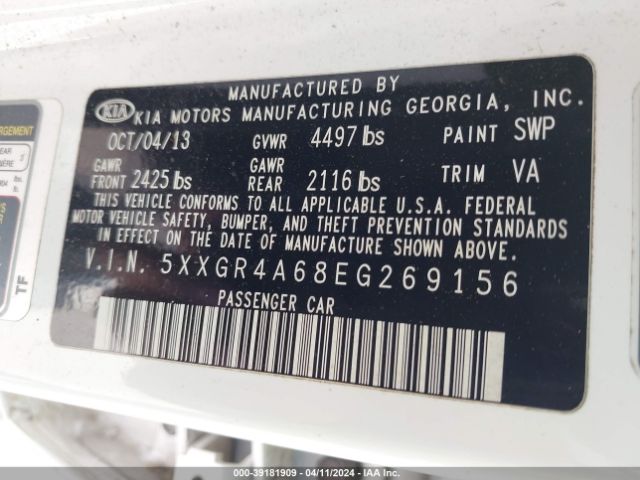 MANUFACTURED BY
KIA KIA MOTORS MANUFACTURING GEORGIA, INC.
OCT/04/13 GVWR 4497 lbs PAINT SWP
GAWR FRONT 2425 lbs GAWR REAR 2116 lbs TRIM VA
THIS VEHICLE CONFORMS TO ALL APPLICABLE U.S.A. FEDERAL
MOTOR VEHICLE SAFETY, BUMPER, AND THEFT PREVENTION STANDARDS
IN EFFECT ON THE DATE OF MANUFACTURE SHOWN ABOVE.
V.I.N. 5XXGR4A68EG269156
PASSENGER CAR
TF
000-39181909 - 04/11/2024 - IAA Inc.